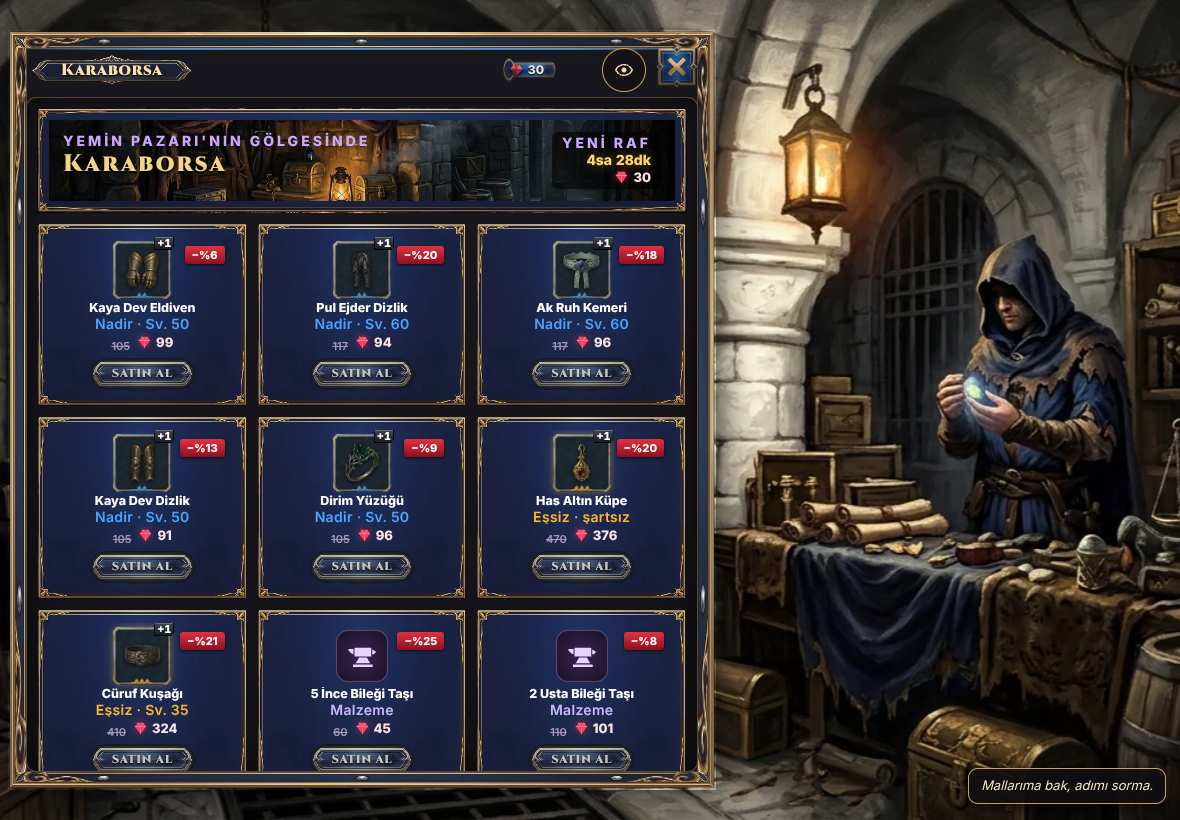 KARABORSA
30
YEMİN PAZARI'NIN GÖLGESİNDE
KARABORSA
YENİ RAF
4sa 28dk
30
+1
−%6
Kaya Dev Eldiven
Nadir · Sv. 50
105 99
SATIN AL
+1
−%20
Pul Ejder Dizlik
Nadir · Sv. 60
117 94
SATIN AL
+1
−%18
Ak Ruh Kemeri
Nadir · Sv. 60
117 96
SATIN AL
+1
−%13
Kaya Dev Dizlik
Nadir · Sv. 50
105 91
SATIN AL
+1
−%9
Dirim Yüzüğü
Nadir · Sv. 50
105 96
SATIN AL
+1
−%20
Has Altın Küpe
Eşsiz · şartsız
470 376
SATIN AL
+1
−%21
Cüruf Kuşağı
Eşsiz · Sv. 35
410 324
SATIN AL
−%25
5 İnce Bileği Taşı
Malzeme
60 45
SATIN AL
−%8
2 Usta Bileği Taşı
Malzeme
110 101
SATIN AL
Mallarıma bak, adımı sorma.